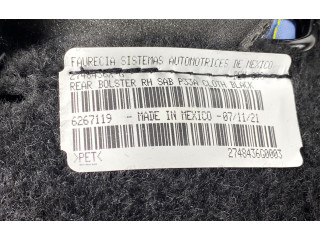 FAURECIA SISTEMAS AUTOMOTRICES DE MEXICO
REAR BOLSTER RH SAB P33A CLOTH BLACK
6267119 - MADE IN MEXICO -07/11/21
>PET< 2748436G0003